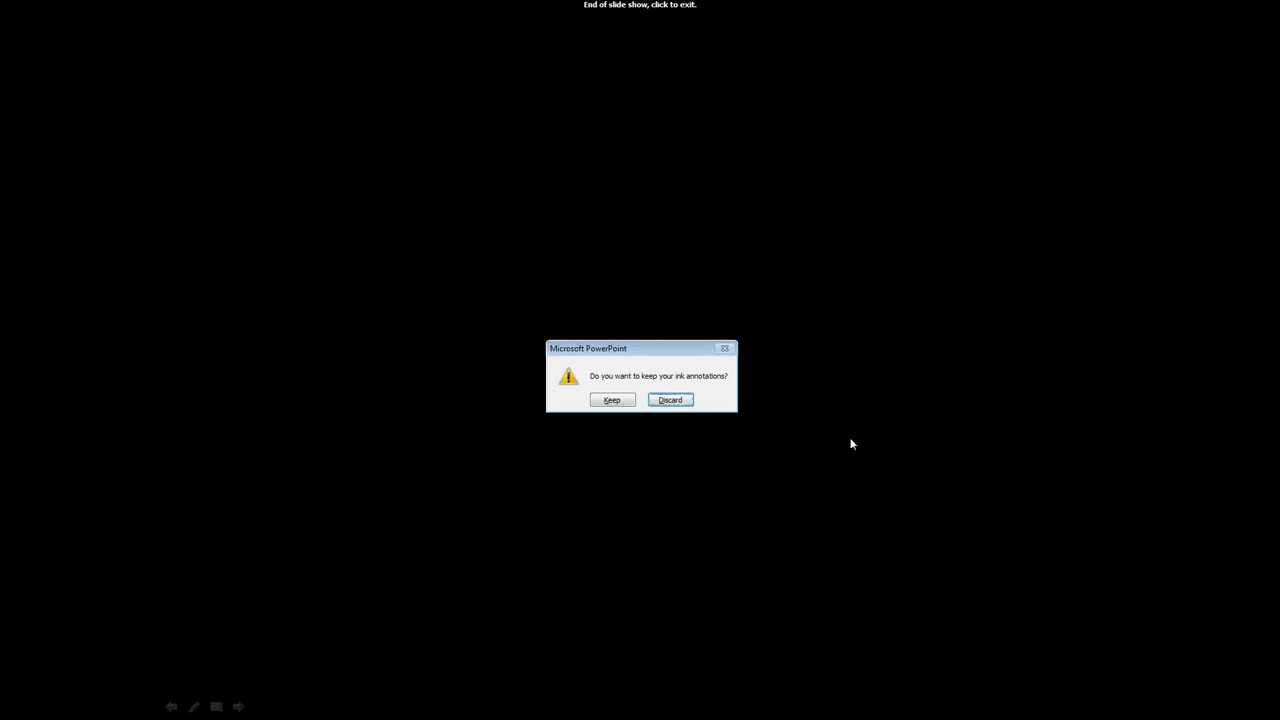 End of slide show, click to exit.
Microsoft PowerPoint
Do you want to keep your ink annotations?
Keep Discard